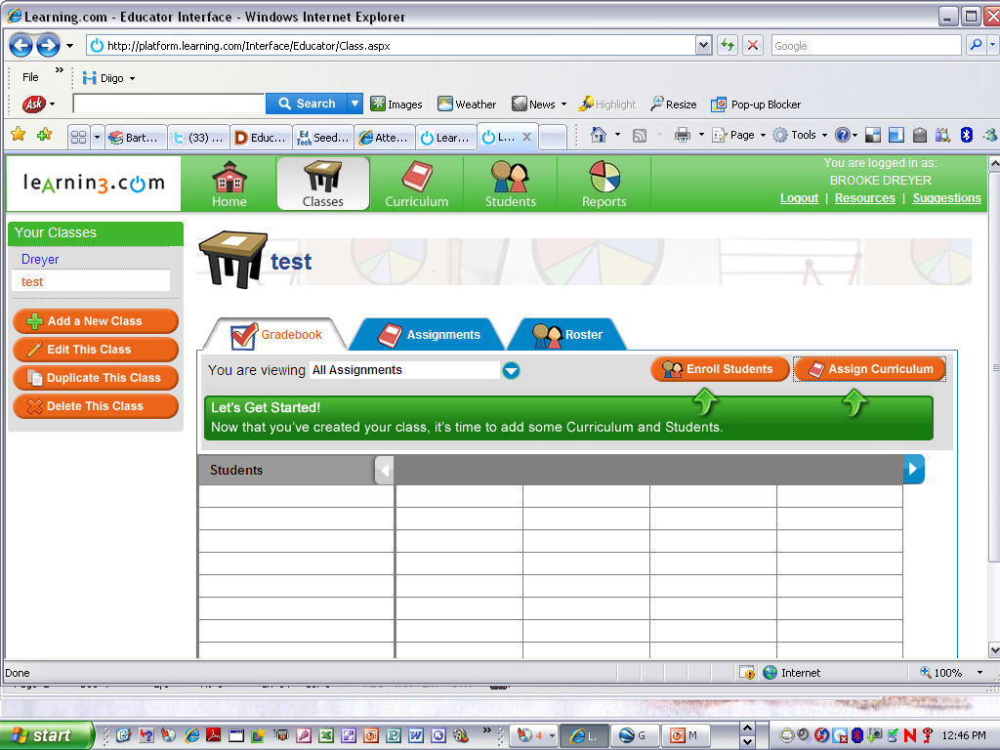 Learning.com - Educator Interface - Windows Internet Explorer
http://platform.learning.com/Interface/Educator/Class.aspx
Google
File » Diigo
Ask Search Images Weather News Highlight Resize Pop-up Blocker
Bart... (33) ... Educ... Ed Tech Seed... Atte... Lear... L... X Page Tools
learning.com
Home Classes Curriculum Students Reports
You are logged in as:
BROOKE DREYER
Logout | Resources | Suggestions
Your Classes
Dreyer
test
Add a New Class
Edit This Class
Duplicate This Class
Delete This Class
test
Gradebook Assignments Roster
You are viewing All Assignments Enroll Students Assign Curriculum
Let's Get Started!
Now that you've created your class, it's time to add some Curriculum and Students.
Students
Done Internet 100%
start » 4 L. G M 12:46 PM